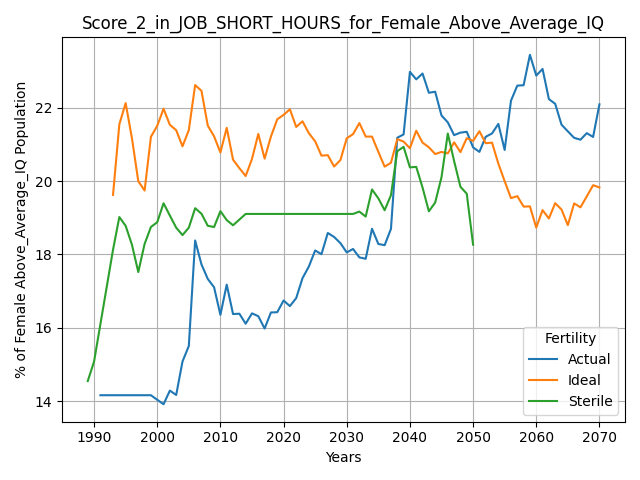 Score_2_in_JOB_SHORT_HOURS_for_Female_Above_Average_IQ
% of Female Above_Average_IQ Population
22
20
18
16
14
1990 2000 2010 2020 2030 2040 2050 2060 2070
Years
Fertility
Actual
Ideal
Sterile